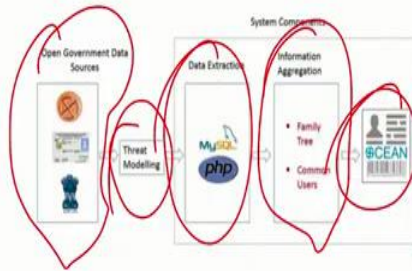 System Components
Open Government Data
Sources
Data Extraction
Information
Aggregation
Threat
Modelling
MySQL
php
• Family
Tree
• Common
Users
OCEAN